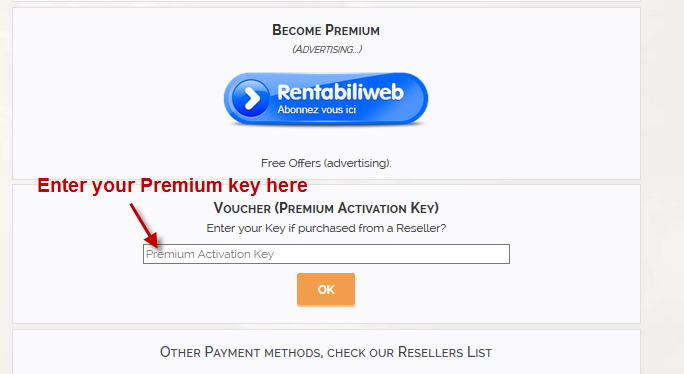 Become Premium
(Advertising...)
Rentabiliweb
Abonnez vous ici
Free Offers (advertising).
Enter your Premium key here
Voucher (Premium Activation Key)
Enter your Key if purchased from a Reseller?
Premium Activation Key
OK
Other Payment methods, check our Resellers List